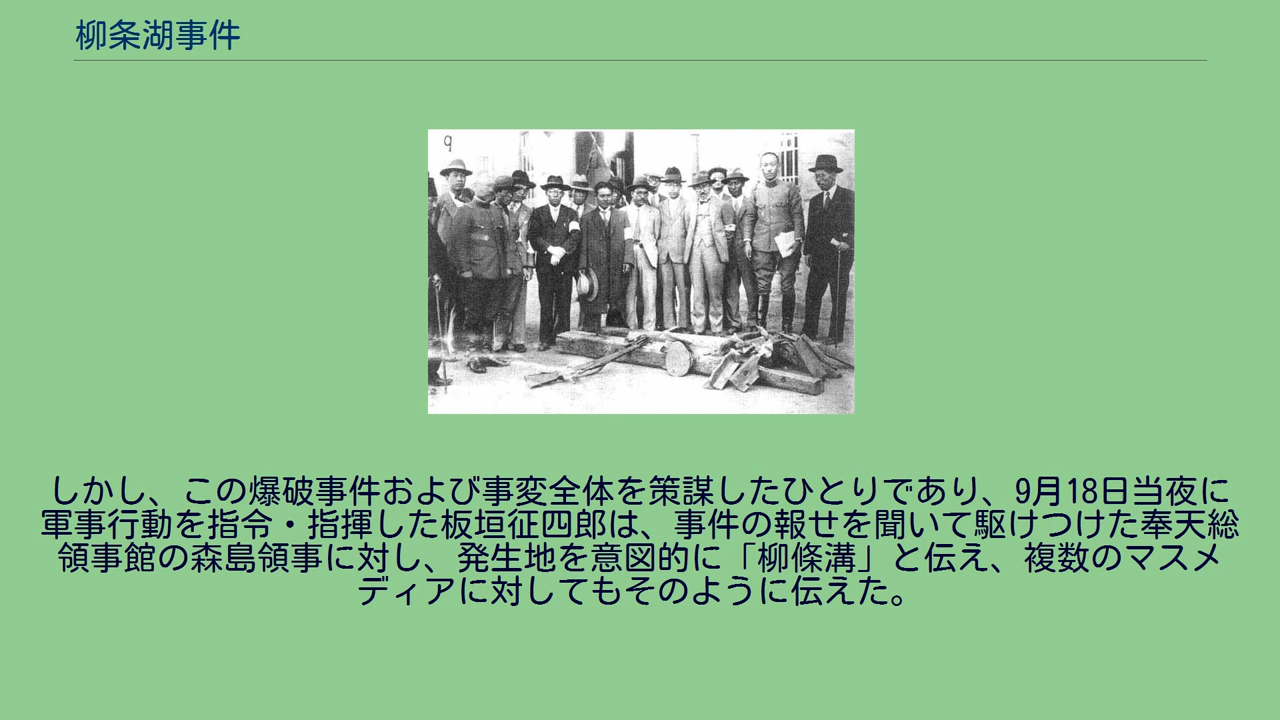 柳条湖事件
9
しかし、この爆破事件および事変全体を策謀したひとりであり、9月18日当夜に
軍事行動を指令・指揮した板垣征四郎は、事件の報せを聞いて駆けつけた奉天総
領事館の森島領事に対し、発生地を意図的に「柳條溝」と伝え、複数のマスメ
ディアに対してもそのように伝えた。